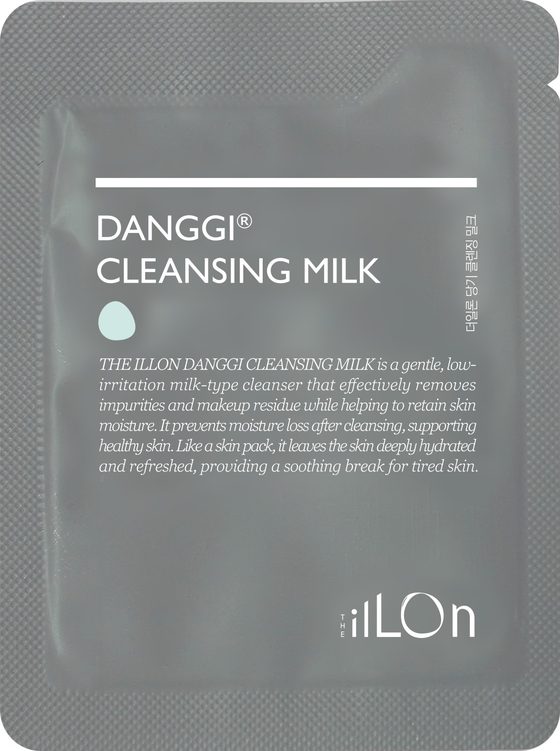 DANGGI®
CLEANSING MILK
더일론 당기 클렌징 밀크
THE ILLON DANGGI CLEANSING MILK is a gentle, low-
irritation milk-type cleanser that effectively removes
impurities and makeup residue while helping to retain skin
moisture. It prevents moisture loss after cleansing, supporting
healthy skin. Like a skin pack, it leaves the skin deeply hydrated
and refreshed, providing a soothing break for tired skin.
THE ilLOn